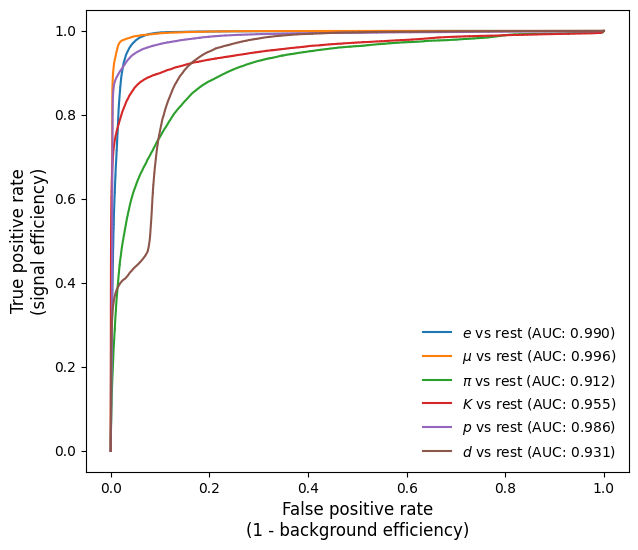 1.0
0.8
0.6
0.4
0.2
0.0
True positive rate
(signal efficiency)
e vs rest (AUC: 0.990)
μ vs rest (AUC: 0.996)
π vs rest (AUC: 0.912)
K vs rest (AUC: 0.955)
p vs rest (AUC: 0.986)
d vs rest (AUC: 0.931)
0.0 0.2 0.4 0.6 0.8 1.0
False positive rate
(1 - background efficiency)